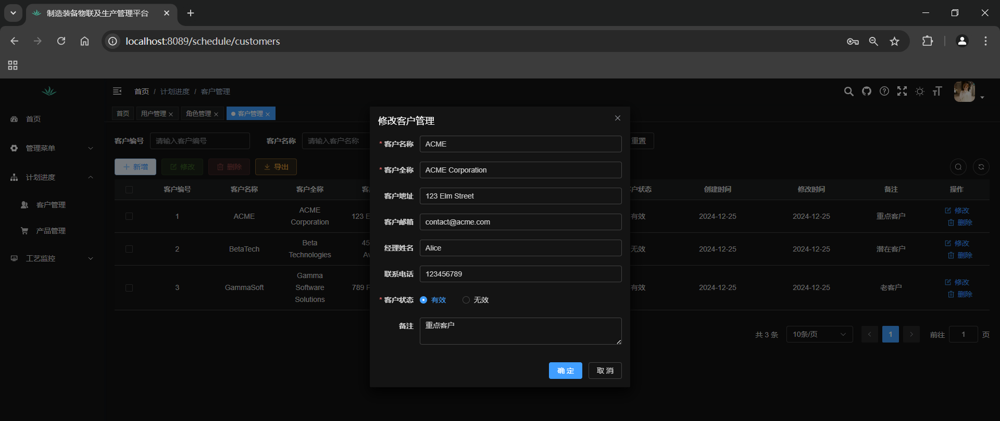 制造装备物联及生产管理平台
localhost:8089/schedule/customers
首页 / 计划进度 / 客户管理
首页
管理菜单
计划进度
客户管理
产品管理
工艺监控
首页 用户管理 角色管理 客户管理
客户编号 请输入客户编号 客户名称 请输入客户名称 重置
新增 修改 删除 导出
客户编号 客户名称 客户全称 客 户状态 创建时间 修改时间 备注 操作
1 ACME ACME Corporation 123 E 有效 2024-12-25 2024-12-25 重点客户 修改 删除
2 BetaTech Beta Technologies 45 Av 无效 2024-12-25 2024-12-25 潜在客户 修改 删除
3 GammaSoft Gamma Software Solutions 789 F 有效 2024-12-25 2024-12-25 老客户 修改 删除
共 3 条 10条/页 1 前往 1 页
修改客户管理
* 客户名称 ACME
* 客户全称 ACME Corporation
客户地址 123 Elm Street
客户邮箱 contact@acme.com
经理姓名 Alice
联系电话 123456789
* 客户状态 有效 无效
备注 重点客户
确 定 取 消